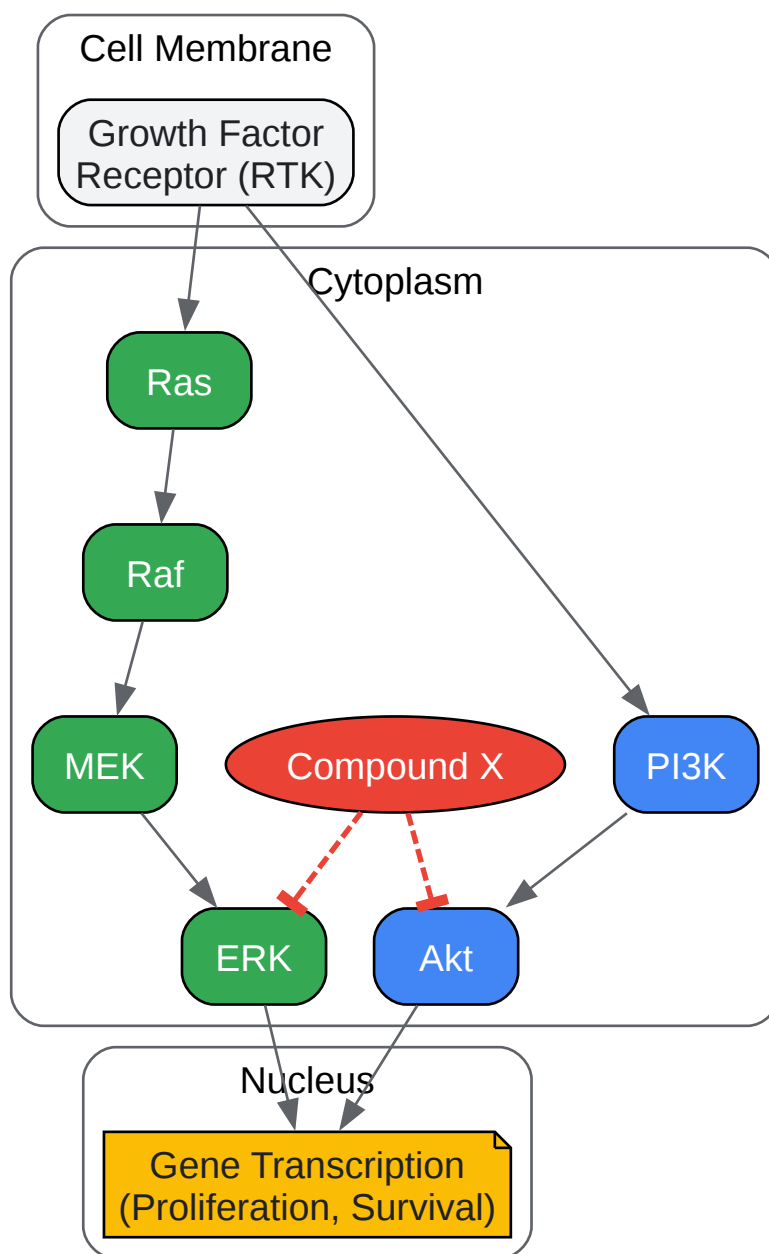 Cell Membrane
Growth Factor
Receptor (RTK)
Cytoplasm
Ras
Raf
MEK
Compound X
PI3K
ERK
Akt
Nucleus
Gene Transcription
(Proliferation, Survival)